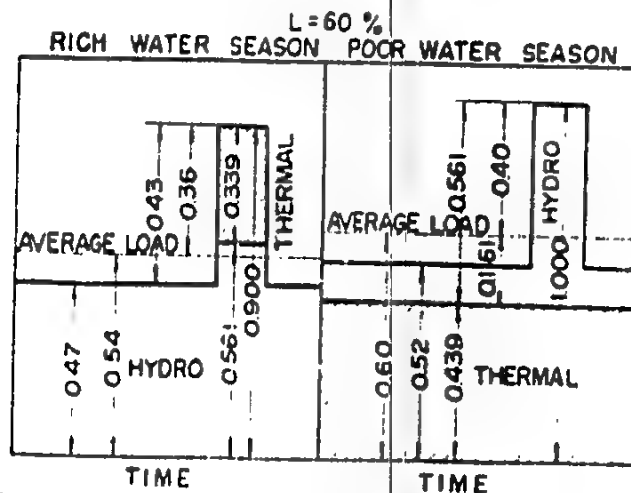 L=60 %
RICH WATER SEASON POOR WATER SEASON
0.43
0.36
0.339
THERMAL
AVERAGE LOAD
0.47
0.54
HYDRO
0.561
0.900
TIME
0.561
0.40
HYDRO
AVERAGE LOAD
0.161
1.000
0.60
0.52
0.439
THERMAL
TIME